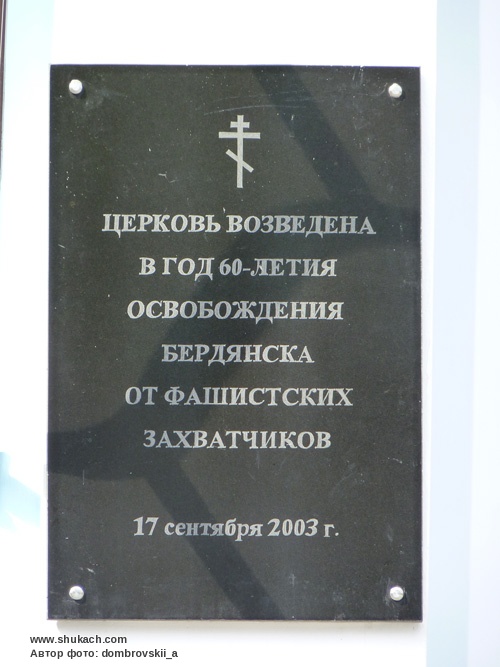 ЦЕРКОВЬ ВОЗВЕДЕНА
В ГОД 60-ЛЕТИЯ
ОСВОБОЖДЕНИЯ
БЕРДЯНСКА
ОТ ФАШИСТСКИХ
ЗАХВАТЧИКОВ
17 сентября 2003 г.
www.shukach.com
Автор фото: dombrovskii_a